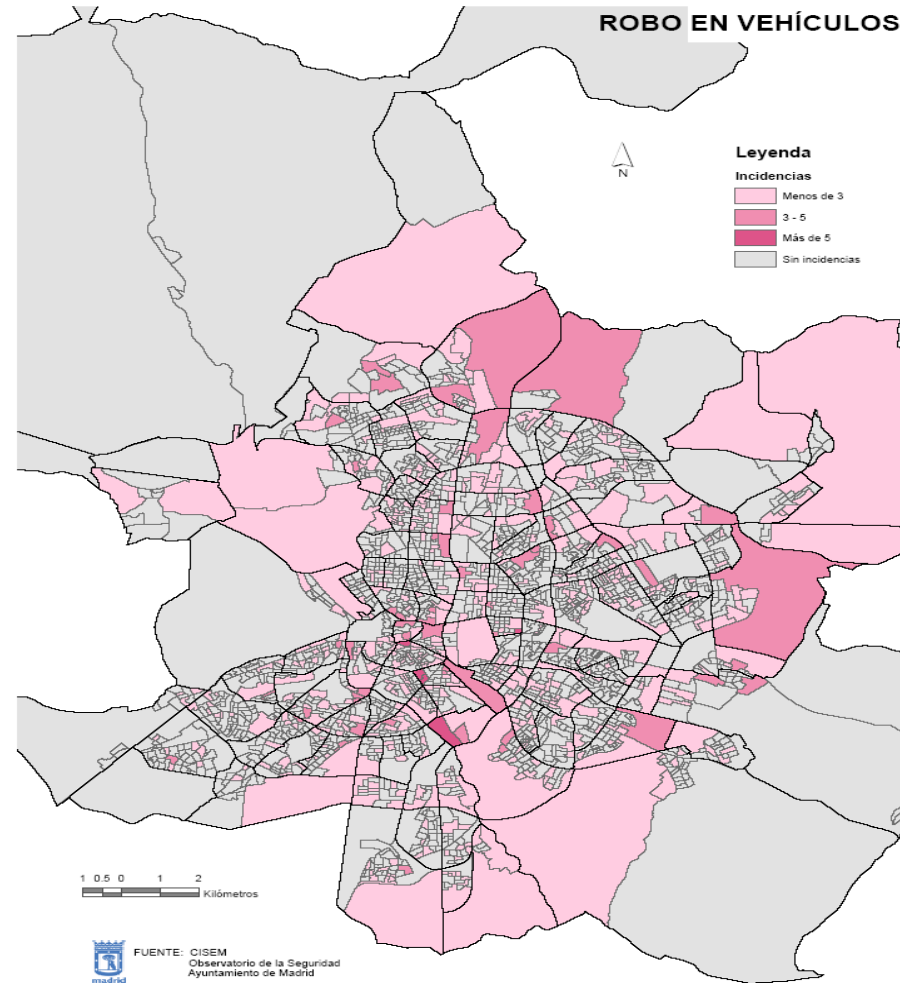 ROBO EN VEHÍCULOS
N
Leyenda
Incidencias
Menos de 3
3 - 5
Más de 5
Sin incidencias
1 0.5 0 1 2
Kilómetros
FUENTE: CISEM
Observatorio de la Seguridad
Ayuntamiento de Madrid
madrid